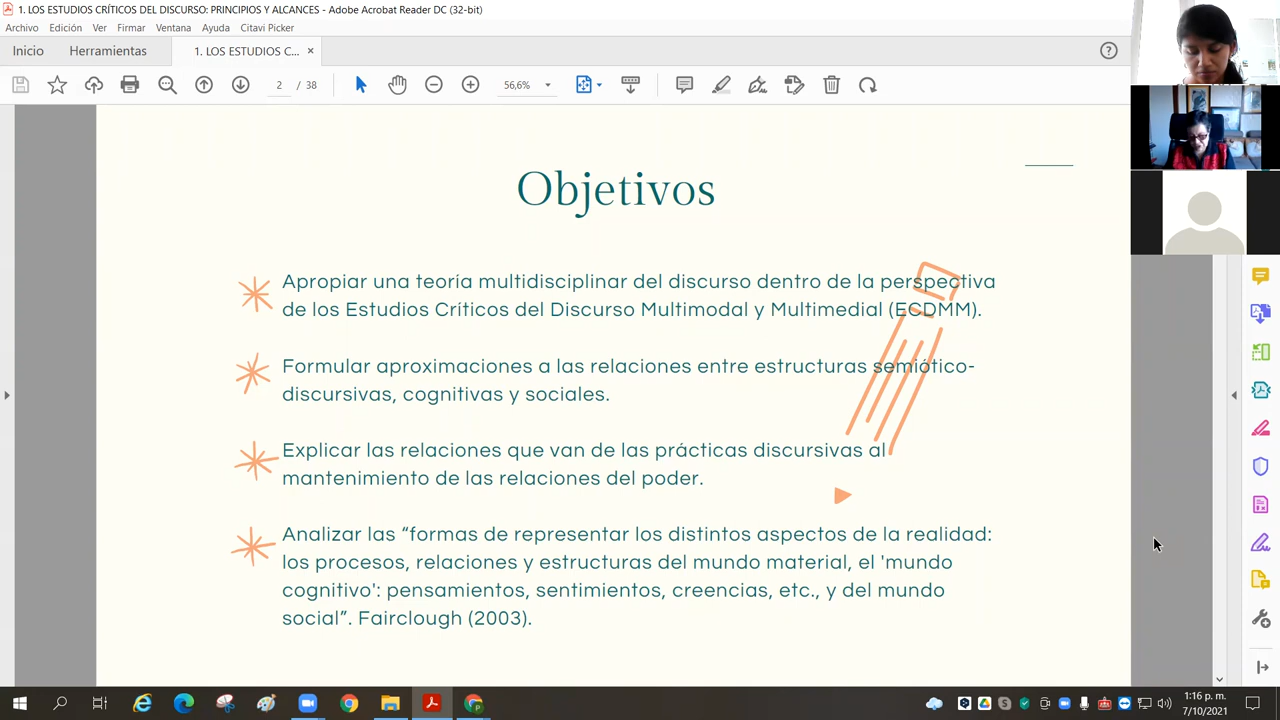 1. LOS ESTUDIOS CRÍTICOS DEL DISCURSO: PRINCIPIOS Y ALCANCES - Adobe Acrobat Reader DC (32-bit)
Archivo Edición Ver Firmar Ventana Ayuda Citavi Picker
Inicio Herramientas 1. LOS ESTUDIOS C... ×
2 / 38 56,6%
Objetivos
Apropiar una teoría multidisciplinar del discurso dentro de la perspectiva
de los Estudios Críticos del Discurso Multimodal y Multimedial (ECDMM).
Formular aproximaciones a las relaciones entre estructuras semiótico-
discursivas, cognitivas y sociales.
Explicar las relaciones que van de las prácticas discursivas al
mantenimiento de las relaciones del poder.
Analizar las “formas de representar los distintos aspectos de la realidad:
los procesos, relaciones y estructuras del mundo material, el 'mundo
cognitivo': pensamientos, sentimientos, creencias, etc., y del mundo
social”. Fairclough (2003).
1:16 p. m.
7/10/2021